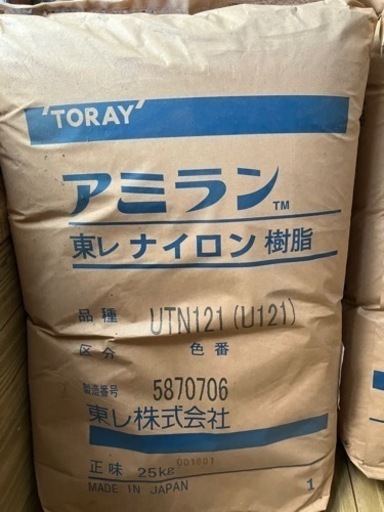 'TORAY'
アミラン™
東レ ナイロン 樹脂
品種 UTN121(U121)
区分 色番
製造番号 5870706
東レ株式会社
001601
正味 25kg
MADE IN JAPAN 1